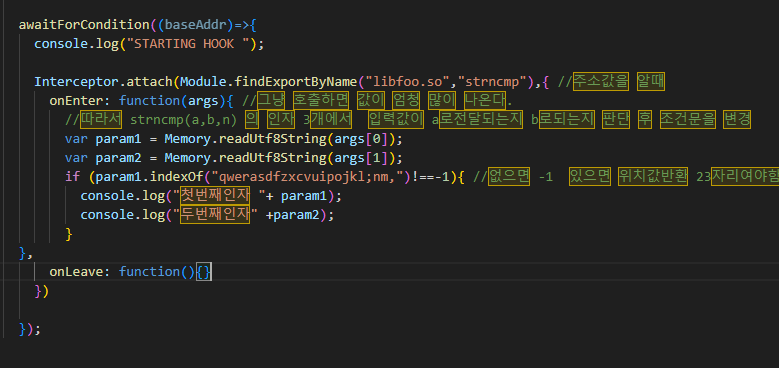 awaitForCondition((baseAddr)=>{
console.log("STARTING HOOK ");
Interceptor.attach(Module.findExportByName("libfoo.so","strncmp"),{ //주소값을 알때
onEnter: function(args){ //그냥 호출하면 값이 엄청 많이 나온다.
//따라서 strncmp(a,b,n) 의 인자 3개에서 입력값이 a로전달되는지 b로되는지 판단 후 조건문을 변경
var param1 = Memory.readUtf8String(args[0]);
var param2 = Memory.readUtf8String(args[1]);
if (param1.indexOf("qwerasdfzxcvuipojkl;nm,")!==-1){ //없으면 -1 있으면 위치값반환 23자리여야함
console.log("첫번째인자 "+ param1);
console.log("두번째인자" +param2);
}
},
onLeave: function(){}
})
});